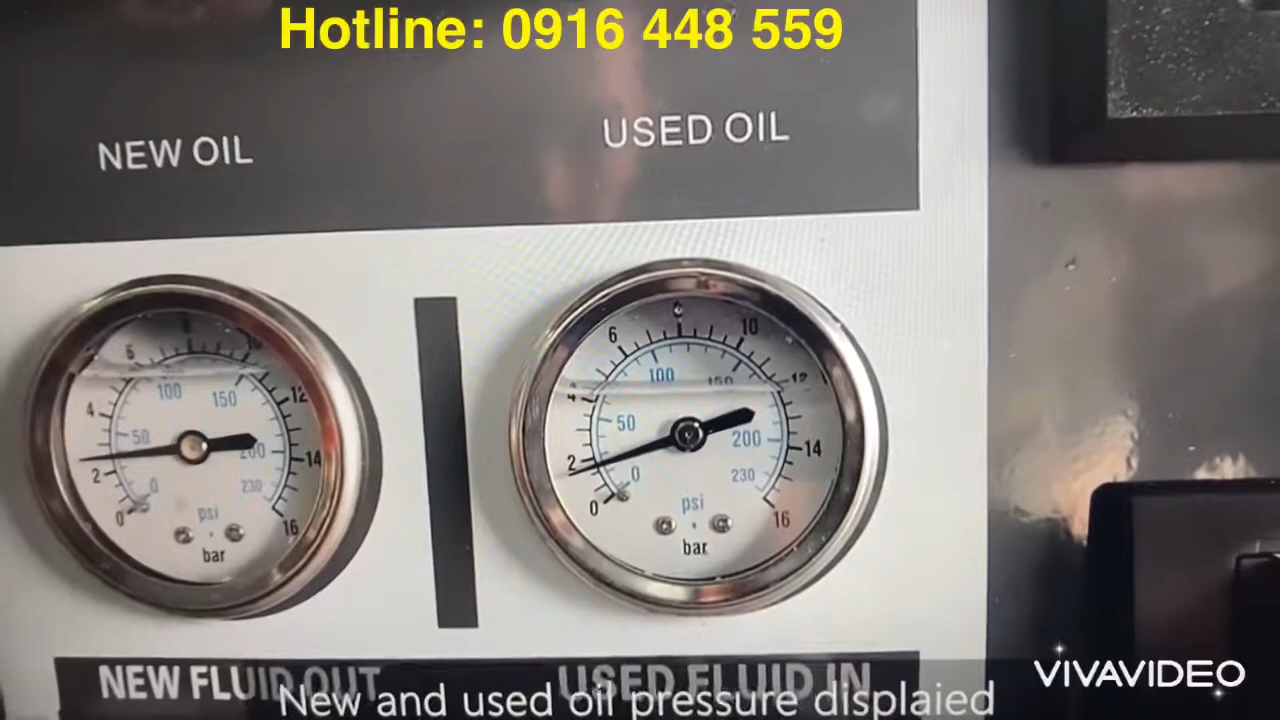 Hotline: 0916 448 559
NEW OIL
USED OIL
6
10
4
12
2
14
0
16
50
100
150
200
230
0
psi
bar
6
8
10
4
12
2
14
0
16
50
100
150
200
230
0
psi
bar
NEW FLUID OUT
USED FLUID IN
New and used oil pressure displaied
VIVAVIDEO